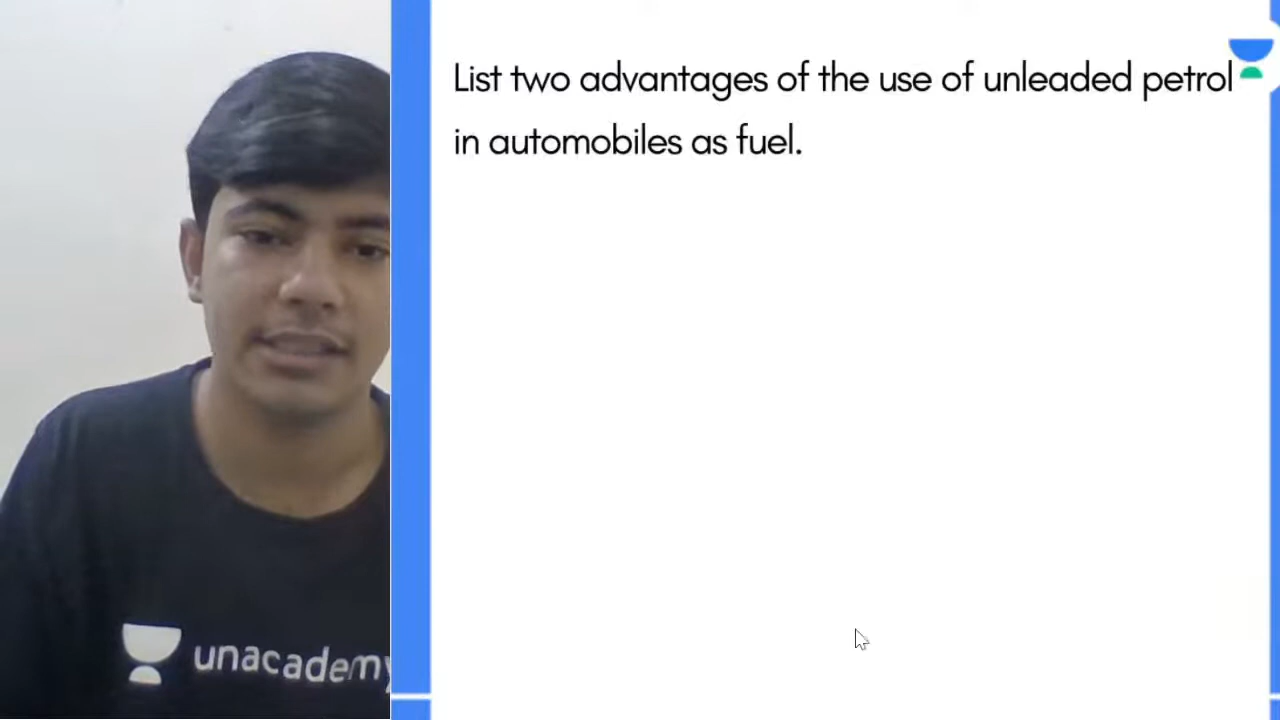 List two advantages of the use of unleaded petrol
in automobiles as fuel.
unacademy